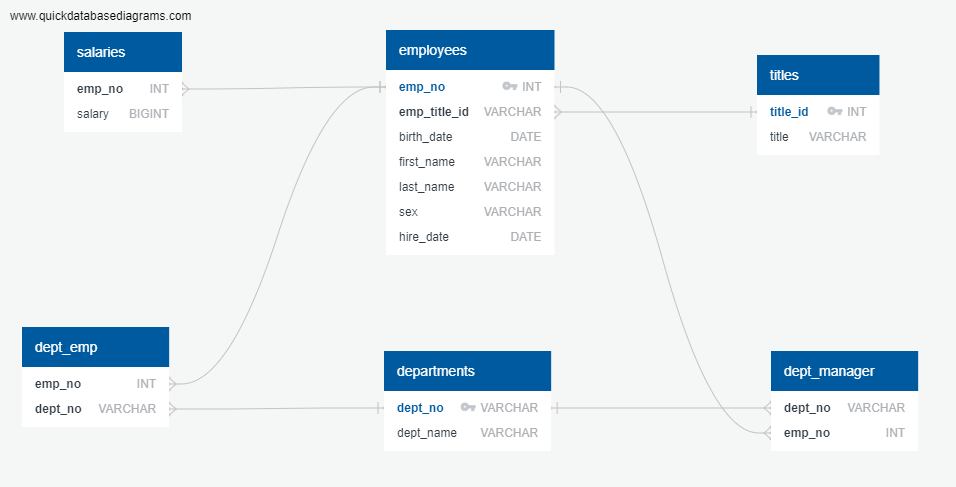 www.quickdatabasediagrams.com
salaries
emp_no INT
salary BIGINT
employees
emp_no INT
emp_title_id VARCHAR
birth_date DATE
first_name VARCHAR
last_name VARCHAR
sex VARCHAR
hire_date DATE
titles
title_id INT
title VARCHAR
dept_emp
emp_no INT
dept_no VARCHAR
departments
dept_no VARCHAR
dept_name VARCHAR
dept_manager
dept_no VARCHAR
emp_no INT